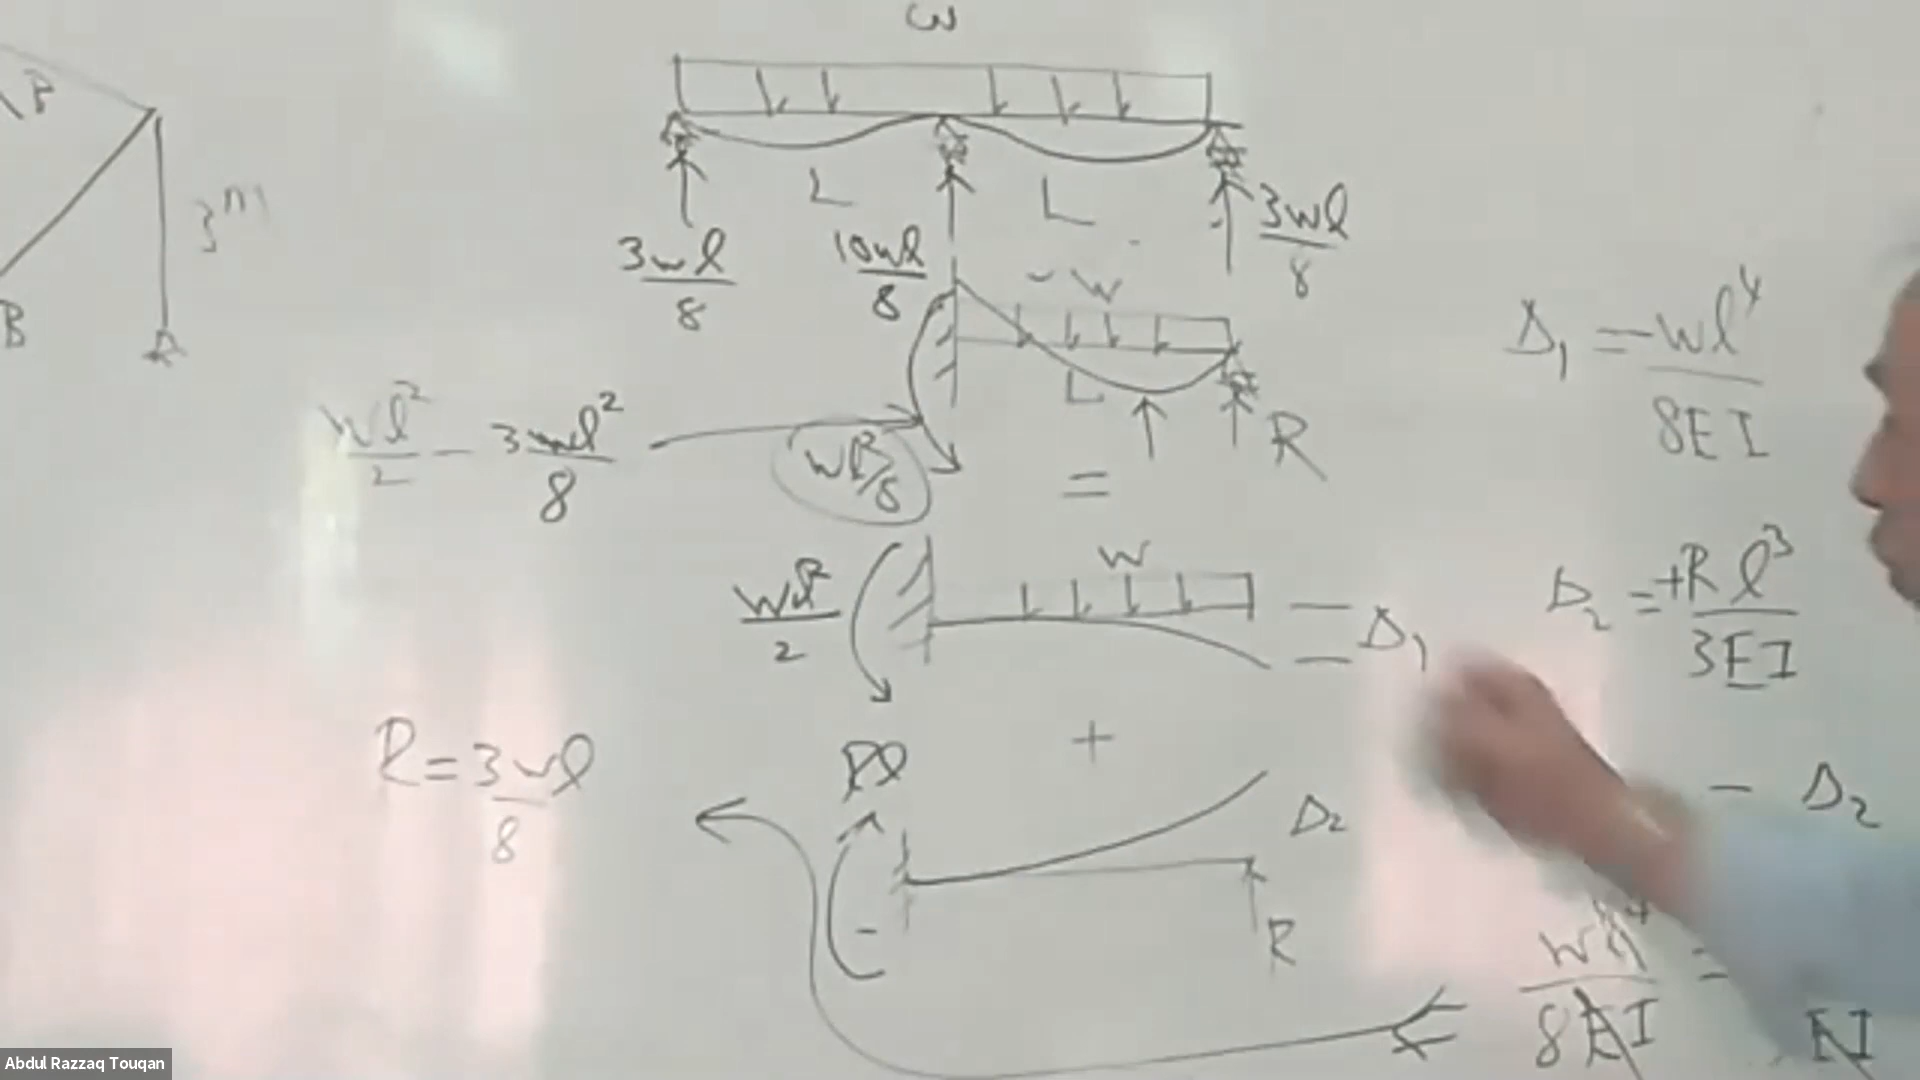 ω
B
3m
B
L
L
3wl/8
10wl/8
3wl/8
w
L
R
wl²/2 - 3wl²/8
wl²/8
=
Δ₁ = -wl⁴/8EI
wl²/2
w
Δ₁
Δ₂ = +Rl³/3EI
+
R = 3wl/8
Rl
Δ₂
- Δ₂
-
R
wl⁴/8EI =
EI
Abdul Razzaq Touqan